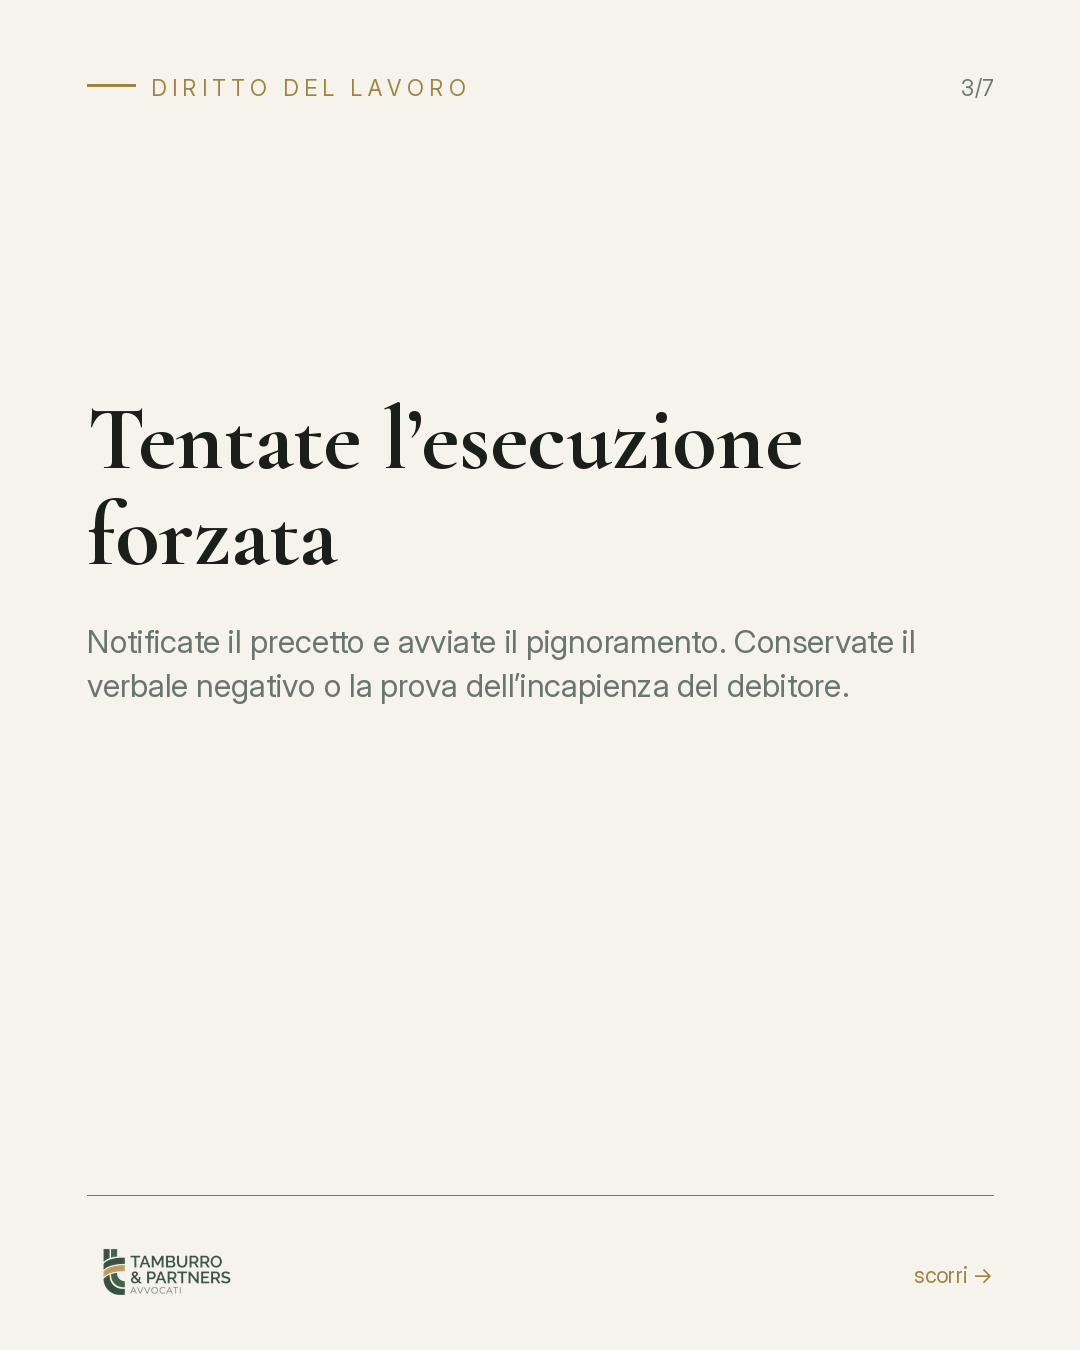 DIRITTO DEL LAVORO
3/7
Tentate l’esecuzione
forzata
Notificate il precetto e avviate il pignoramento. Conservate il
verbale negativo o la prova dell’incapienza del debitore.
TAMBURRO
& PARTNERS
AVVOCATI
scorri →